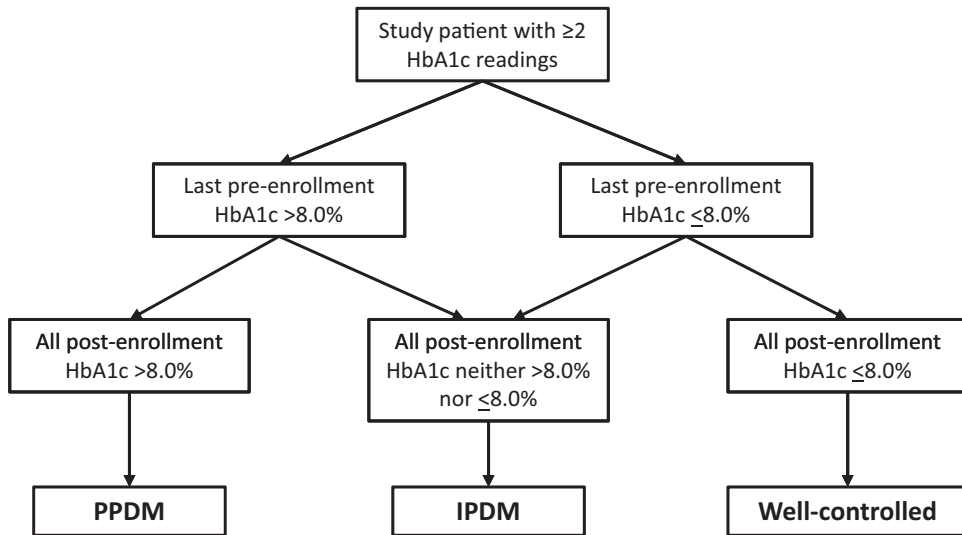 Study patient with ≥2
HbA1c readings
Last pre-enrollment
HbA1c >8.0%
Last pre-enrollment
HbA1c ≤8.0%
All post-enrollment
HbA1c >8.0%
All post-enrollment
HbA1c neither >8.0%
nor ≤8.0%
All post-enrollment
HbA1c ≤8.0%
PPDM
IPDM
Well-controlled